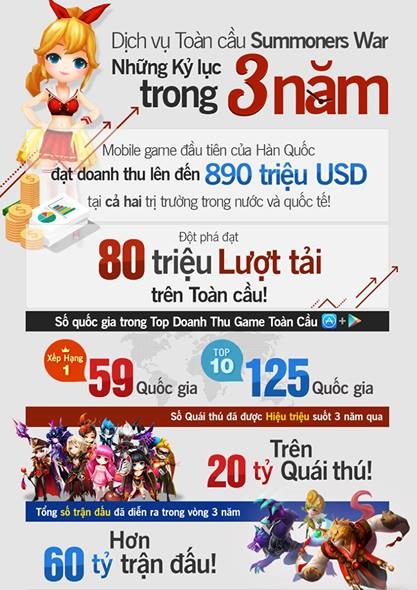 Dịch vụ Toàn cầu Summoners War
Những Kỷ lục
trong 3 năm
Mobile game đầu tiên của Hàn Quốc
đạt doanh thu lên đến 890 triệu USD
tại cả hai trị trường trong nước và quốc tế!
Đột phá đạt
80 triệu Lượt tải
trên Toàn cầu!
Số quốc gia trong Top Doanh Thu Game Toàn Cầu +
Xếp Hạng
1
59 Quốc gia
TOP
10
125 Quốc gia
Số Quái thú đã được Hiệu triệu suốt 3 năm qua
Trên
20 tỷ Quái thú!
Tổng số trận đấu đã diễn ra trong vòng 3 năm
Hơn
60 tỷ trận đấu!